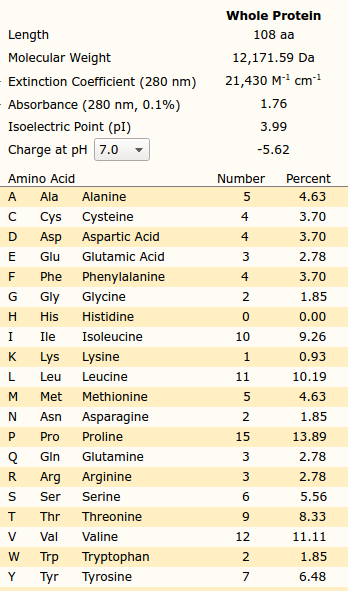 Whole Protein
Length 108 aa
Molecular Weight 12,171.59 Da
Extinction Coefficient (280 nm) 21,430 M⁻¹ cm⁻¹
Absorbance (280 nm, 0.1%) 1.76
Isoelectric Point (pI) 3.99
Charge at pH 7.0 -5.62
Amino Acid Number Percent
A Ala Alanine 5 4.63
C Cys Cysteine 4 3.70
D Asp Aspartic Acid 4 3.70
E Glu Glutamic Acid 3 2.78
F Phe Phenylalanine 4 3.70
G Gly Glycine 2 1.85
H His Histidine 0 0.00
I Ile Isoleucine 10 9.26
K Lys Lysine 1 0.93
L Leu Leucine 11 10.19
M Met Methionine 5 4.63
N Asn Asparagine 2 1.85
P Pro Proline 15 13.89
Q Gln Glutamine 3 2.78
R Arg Arginine 3 2.78
S Ser Serine 6 5.56
T Thr Threonine 9 8.33
V Val Valine 12 11.11
W Trp Tryptophan 2 1.85
Y Tyr Tyrosine 7 6.48